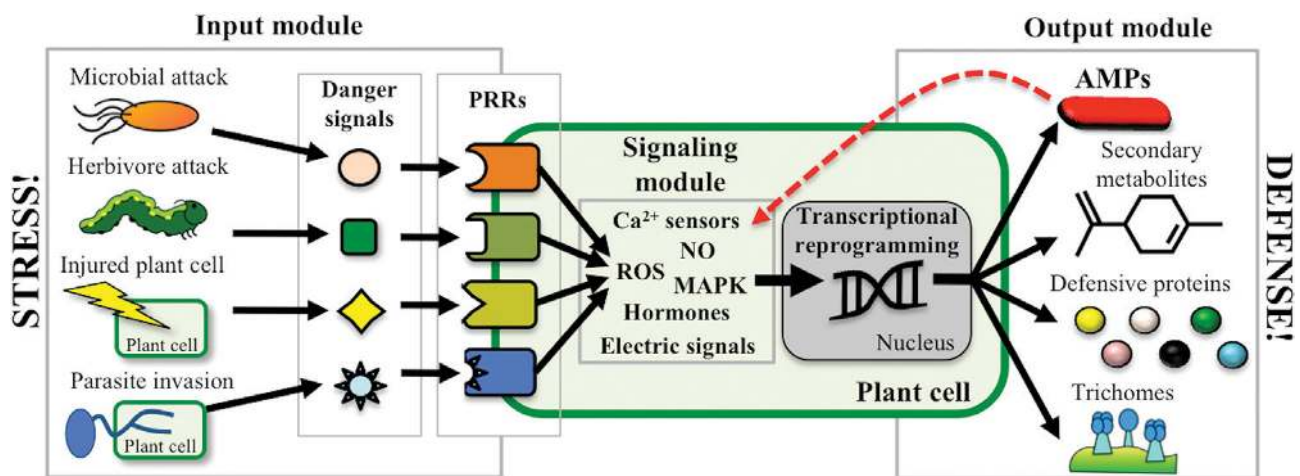 Input module
Output module
STRESS!
Microbial attack
Herbivore attack
Injured plant cell
Plant cell
Parasite invasion
Plant cell
Danger
signals
PRRs
Signaling
module
Ca²⁺ sensors
NO
ROS
MAPK
Hormones
Electric signals
Transcriptional
reprogramming
Nucleus
Plant cell
AMPs
Secondary
metabolites
Defensive proteins
Trichomes
DEFENSE!